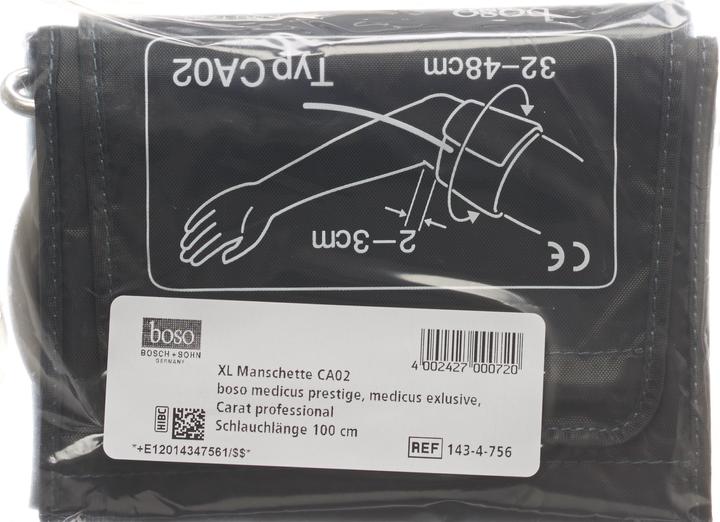 boso
Typ CA02
32–48cm
2–3cm
CE
boso
BOSCH + SOHN
GERMANY
XL Manschette CA02
boso medicus prestige, medicus exlusive,
Carat professional
Schlauchlänge 100 cm
4 002427 000720
HIBC
*+E12014347561/$$*
REF 143-4-756